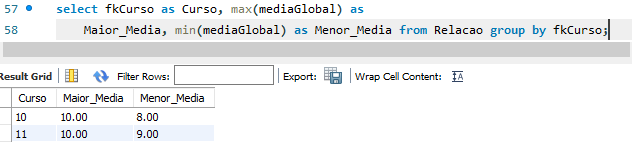 57 select fkCurso as Curso, max(mediaGlobal) as
58 Maior_Media, min(mediaGlobal) as Menor_Media from Relacao group by fkCurso;
Result Grid Filter Rows: Export: Wrap Cell Content: IA
Curso Maior_Media Menor_Media
10 10.00 8.00
11 10.00 9.00